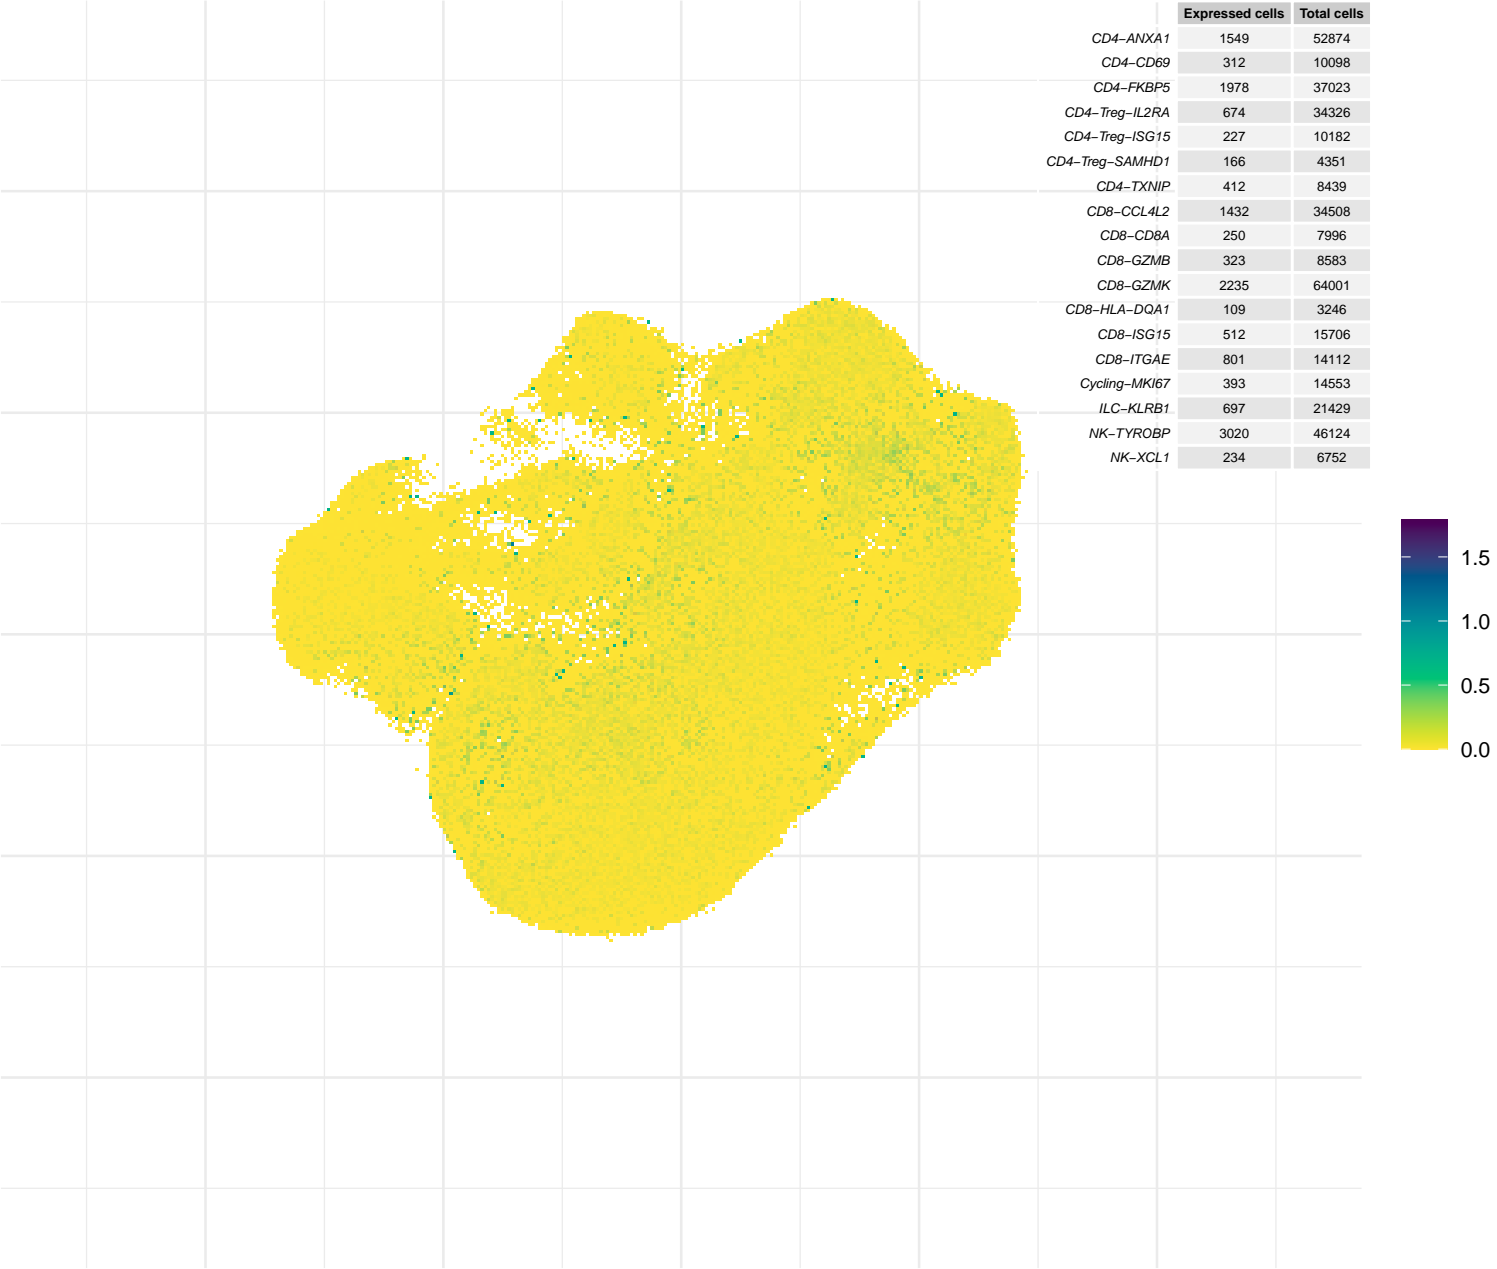 Expressed cells Total cells
CD4−ANXA1 1549 52874
CD4−CD69 312 10098
CD4−FKBP5 1978 37023
CD4−Treg−IL2RA 674 34326
CD4−Treg−ISG15 227 10182
CD4−Treg−SAMHD1 166 4351
CD4−TXNIP 412 8439
CD8−CCL4L2 1432 34508
CD8−CD8A 250 7996
CD8−GZMB 323 8583
CD8−GZMK 2235 64001
CD8−HLA−DQA1 109 3246
CD8−ISG15 512 15706
CD8−ITGAE 801 14112
Cycling−MKI67 393 14553
ILC−KLRB1 697 21429
NK−TYROBP 3020 46124
NK−XCL1 234 6752
1.5
1.0
0.5
0.0